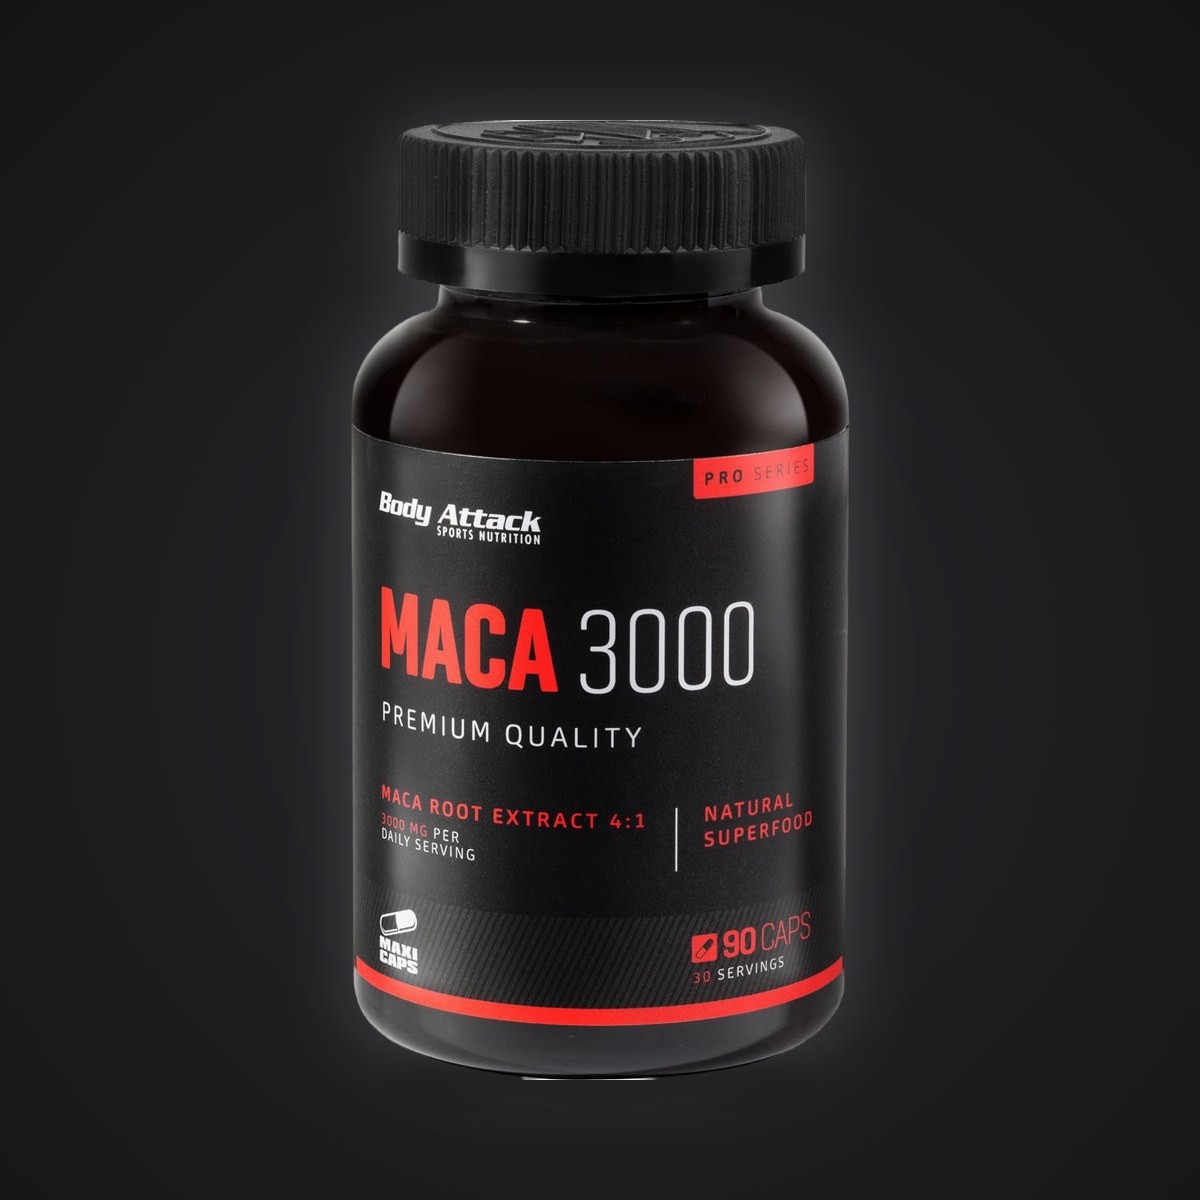 PRO SERIES
Body Attack
SPORTS NUTRITION
MACA 3000
PREMIUM QUALITY
MACA ROOT EXTRACT 4:1
3000 MG PER
DAILY SERVING
NATURAL
SUPERFOOD
MAXI
CAPS
90 CAPS
30 SERVINGS